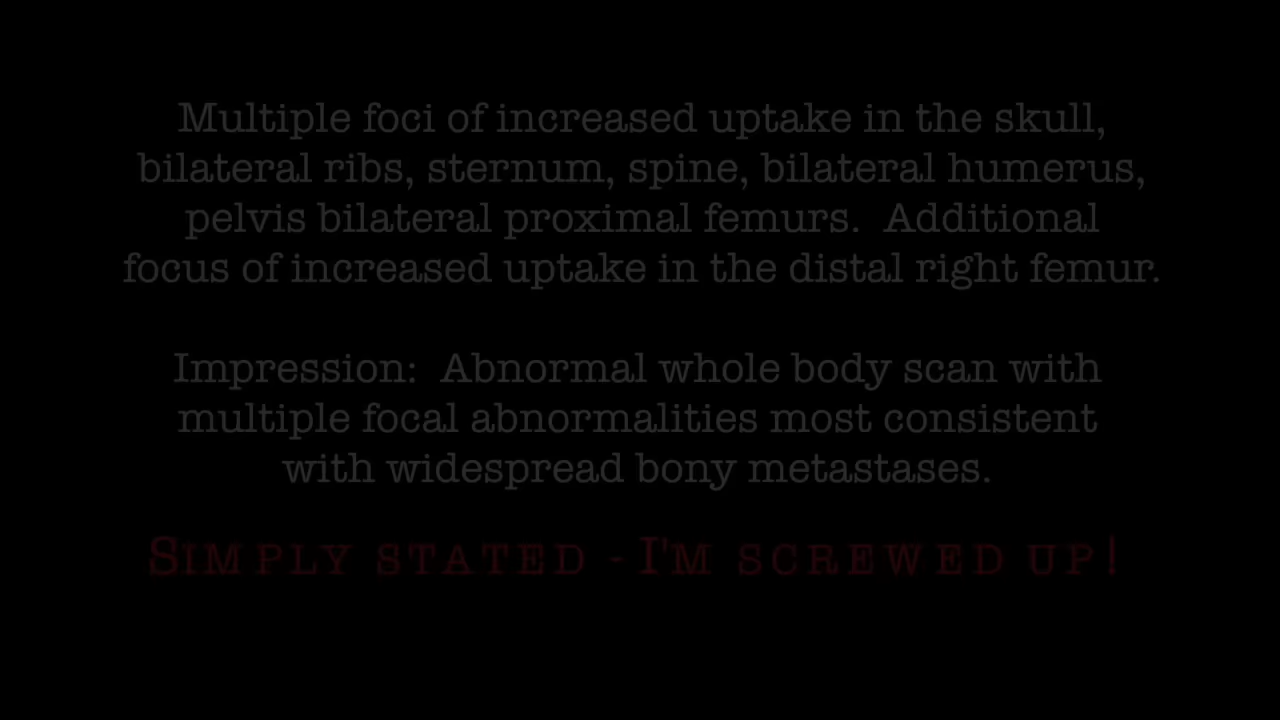 Multiple foci of increased uptake in the skull,
bilateral ribs, sternum, spine, bilateral humerus,
pelvis bilateral proximal femurs.  Additional
focus of increased uptake in the distal right femur.
Impression:  Abnormal whole body scan with
multiple focal abnormalities most consistent
with widespread bony metastases.
SIMPLY STATED - I'M SCREWED UP!